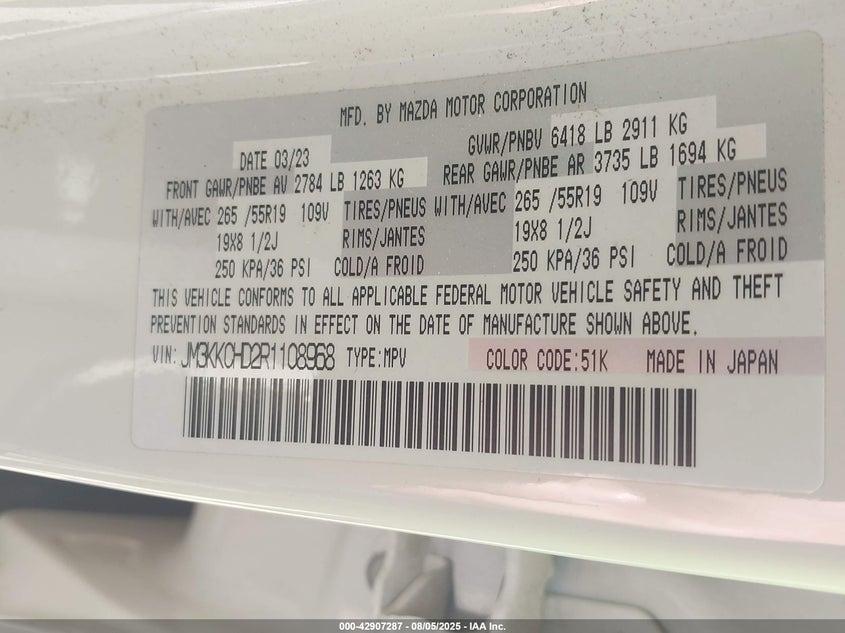 MFD. BY MAZDA MOTOR CORPORATION
DATE 03/23 GVWR/PNBV 6418 LB 2911 KG
FRONT GAWR/PNBE AV 2784 LB 1263 KG REAR GAWR/PNBE AR 3735 LB 1694 KG
WITH/AVEC 265 /55R19 109V TIRES/PNEUS WITH/AVEC 265 /55R19 109V TIRES/PNEUS
19X8 1/2J RIMS/JANTES 19X8 1/2J RIMS/JANTES
250 KPA/36 PSI COLD/A FROID 250 KPA/36 PSI COLD/A FROID
THIS VEHICLE CONFORMS TO ALL APPLICABLE FEDERAL MOTOR VEHICLE SAFETY AND THEFT
PREVENTION STANDARDS IN EFFECT ON THE DATE OF MANUFACTURE SHOWN ABOVE.
VIN: JM3KKCHD2R1108968 TYPE:MPV COLOR CODE:51K MADE IN JAPAN
000-42907287 - 08/05/2025 - IAA Inc.